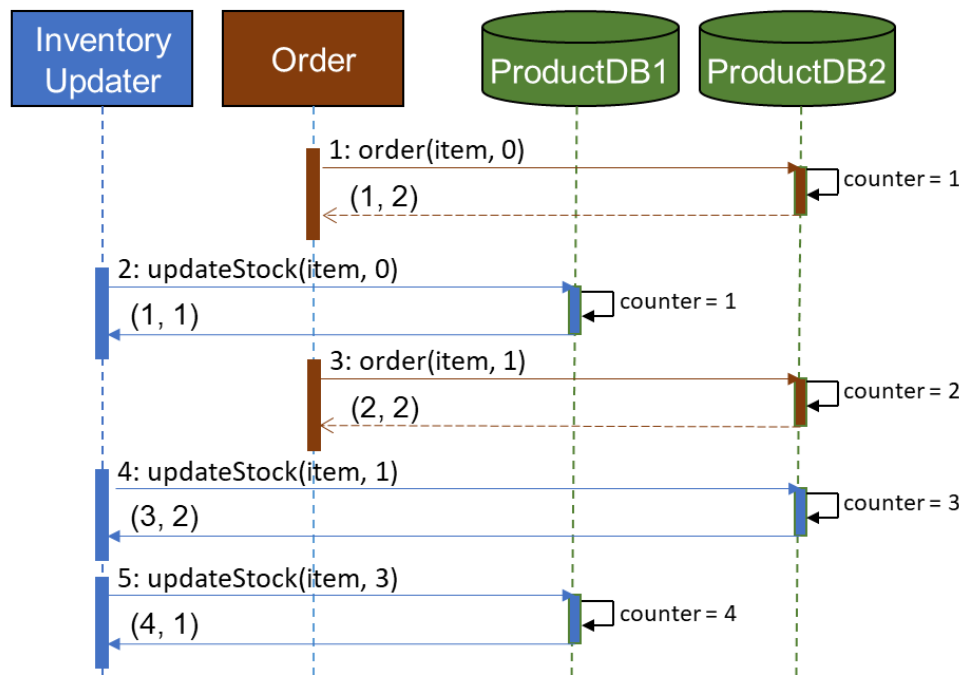 Inventory
Updater
Order
ProductDB1
ProductDB2
1: order(item, 0)
counter = 1
(1, 2)
2: updateStock(item, 0)
counter = 1
(1, 1)
3: order(item, 1)
counter = 2
(2, 2)
4: updateStock(item, 1)
counter = 3
(3, 2)
5: updateStock(item, 3)
counter = 4
(4, 1)